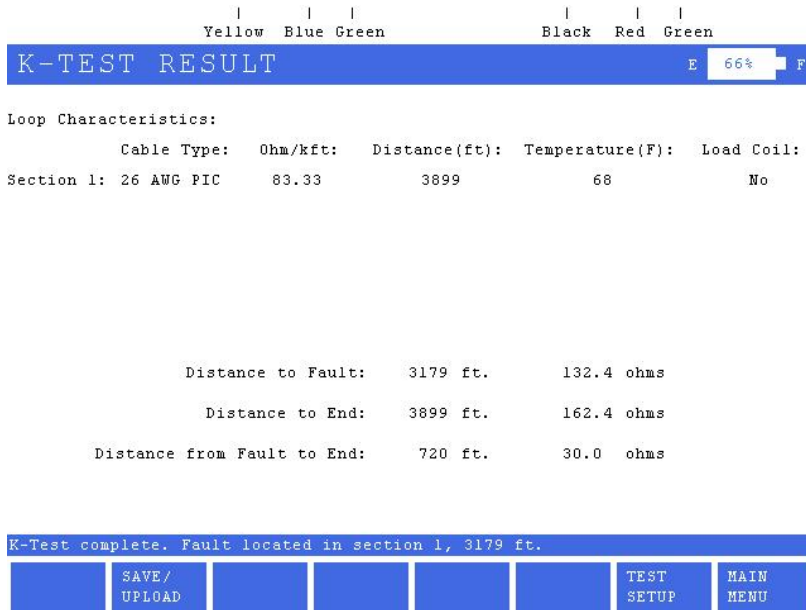 Yellow Blue Green Black Red Green
K-TEST RESULT E 66% F
Loop Characteristics:
Cable Type: Ohm/kft: Distance(ft): Temperature(F): Load Coil:
Section 1: 26 AWG PIC 83.33 3899 68 No
Distance to Fault: 3179 ft. 132.4 ohms
Distance to End: 3899 ft. 162.4 ohms
Distance from Fault to End: 720 ft. 30.0 ohms
K-Test complete. Fault located in section 1, 3179 ft.
SAVE/ TEST MAIN
UPLOAD SETUP MENU